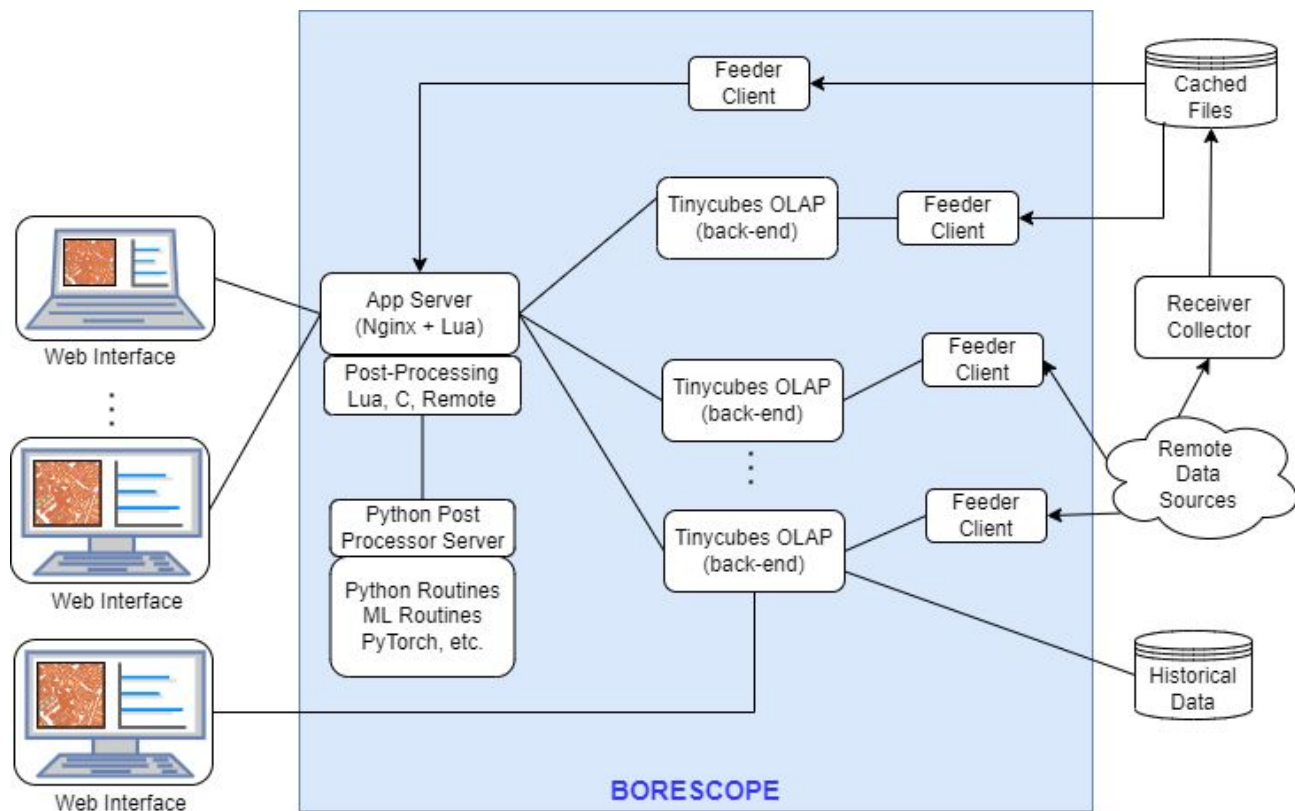 Feeder
Client
Cached
Files
Tinycubes OLAP
(back-end)
Feeder
Client
App Server
(Nginx + Lua)
Receiver
Collector
Web Interface
Post-Processing
Lua, C, Remote
Tinycubes OLAP
(back-end)
Feeder
Client
Remote
Data
Sources
Python Post
Processor Server
Tinycubes OLAP
(back-end)
Feeder
Client
Web Interface
Python Routines
ML Routines
PyTorch, etc.
Historical
Data
BORESCOPE
Web Interface